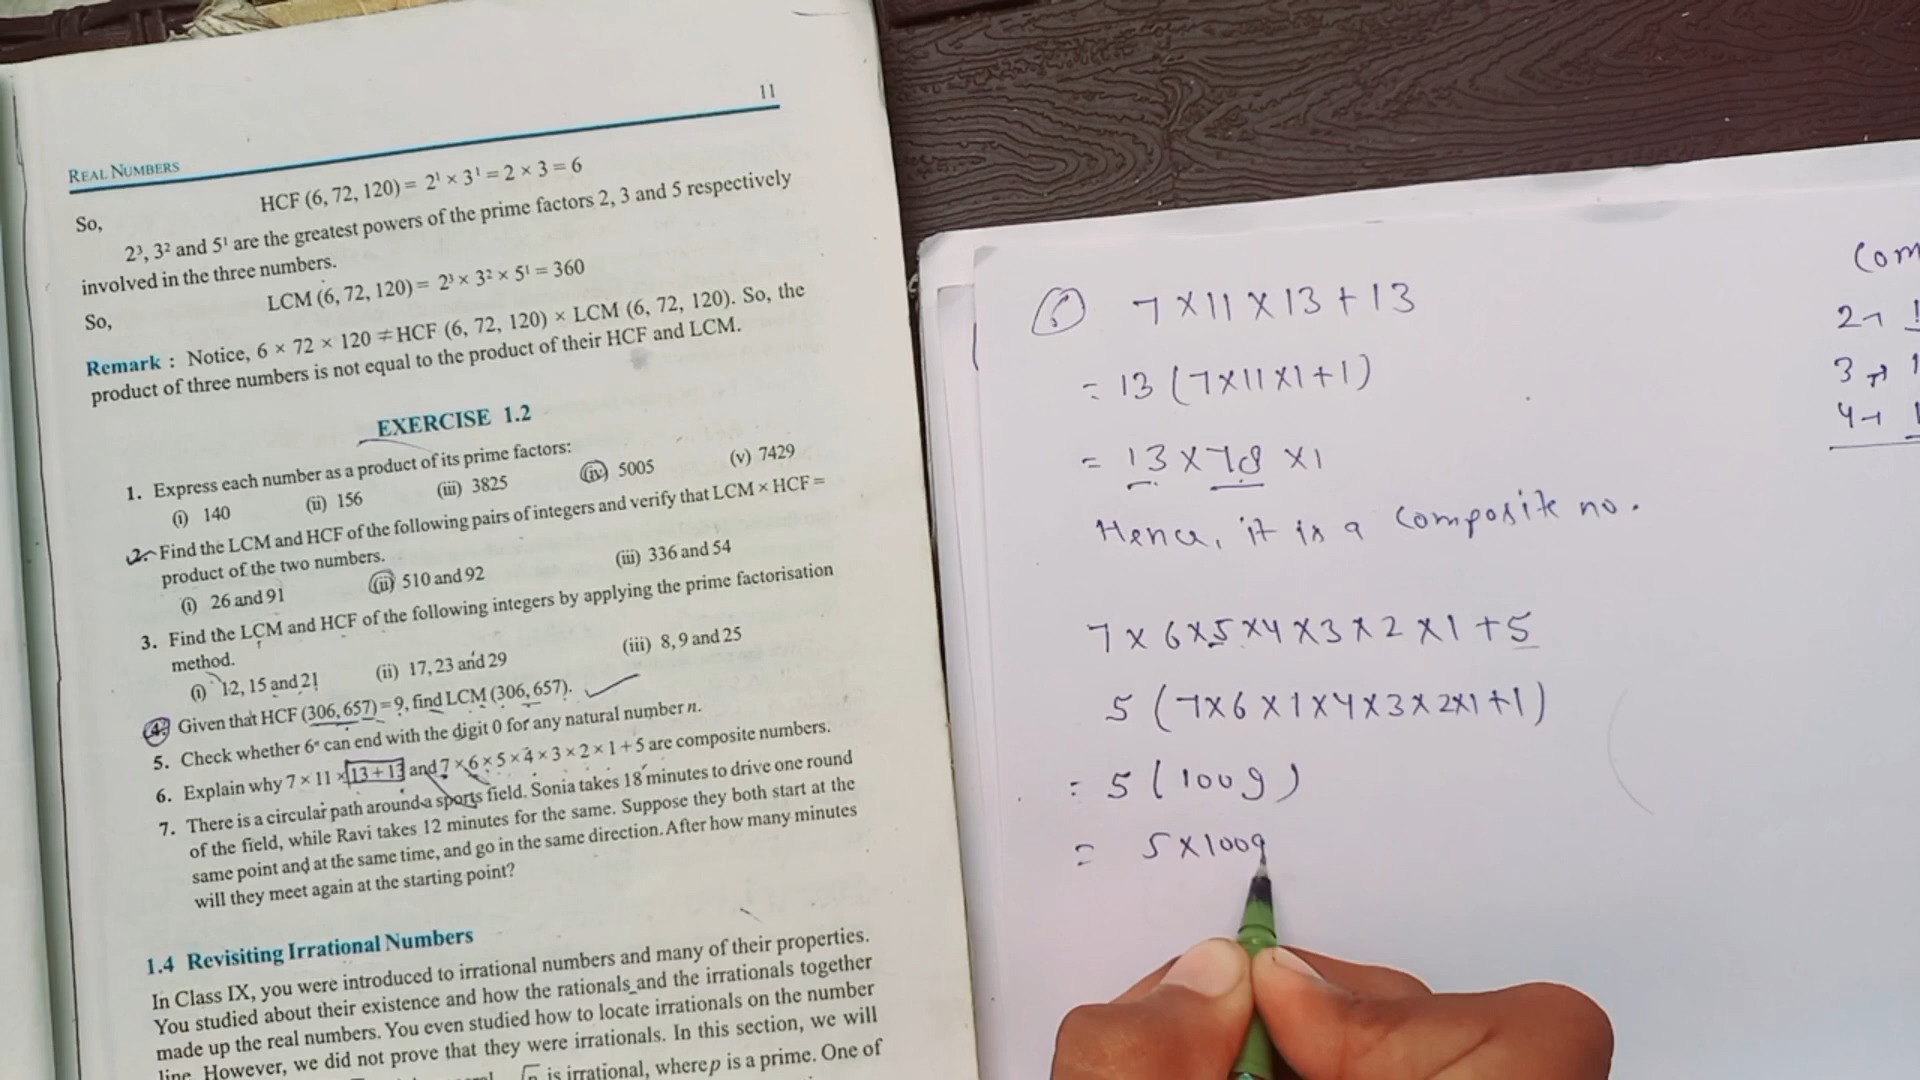 11
REAL NUMBERS
So, HCF (6, 72, 120) = 2¹ × 3¹ = 2 × 3 = 6
2³, 3² and 5¹ are the greatest powers of the prime factors 2, 3 and 5 respectively
involved in the three numbers.
So, LCM (6, 72, 120) = 2³ × 3² × 5¹ = 360
Remark : Notice, 6 × 72 × 120 ≠ HCF (6, 72, 120) × LCM (6, 72, 120). So, the
product of three numbers is not equal to the product of their HCF and LCM.
EXERCISE 1.2
1. Express each number as a product of its prime factors:
(i) 140 (ii) 156 (iii) 3825 (iv) 5005 (v) 7429
2. Find the LCM and HCF of the following pairs of integers and verify that LCM × HCF =
product of the two numbers.
(i) 26 and 91 (ii) 510 and 92 (iii) 336 and 54
3. Find the LCM and HCF of the following integers by applying the prime factorisation
method.
(i) 12, 15 and 21 (ii) 17, 23 and 29 (iii) 8, 9 and 25
4. Given that HCF (306, 657) = 9, find LCM (306, 657).
5. Check whether 6ⁿ can end with the digit 0 for any natural number n.
6. Explain why 7 × 11 × 13 + 13 and 7 × 6 × 5 × 4 × 3 × 2 × 1 + 5 are composite numbers.
7. There is a circular path around a sports field. Sonia takes 18 minutes to drive one round
of the field, while Ravi takes 12 minutes for the same. Suppose they both start at the
same point and at the same time, and go in the same direction. After how many minutes
will they meet again at the starting point?
1.4 Revisiting Irrational Numbers
In Class IX, you were introduced to irrational numbers and many of their properties.
You studied about their existence and how the rationals and the irrationals together
made up the real numbers. You even studied how to locate irrationals on the number
line. However, we did not prove that they were irrationals. In this section, we will
is irrational, where p is a prime. One of
6 7 × 11 × 13 + 13
= 13 (7 × 11 × 1 + 1)
= 13 × 78 × 1
Hence, it is a composite no.
7 × 6 × 5 × 4 × 3 × 2 × 1 + 5
5 (7 × 6 × 1 × 4 × 3 × 2 × 1 + 1)
= 5 (1009)
= 5 × 1009
Com
2 →
3 →
4 →